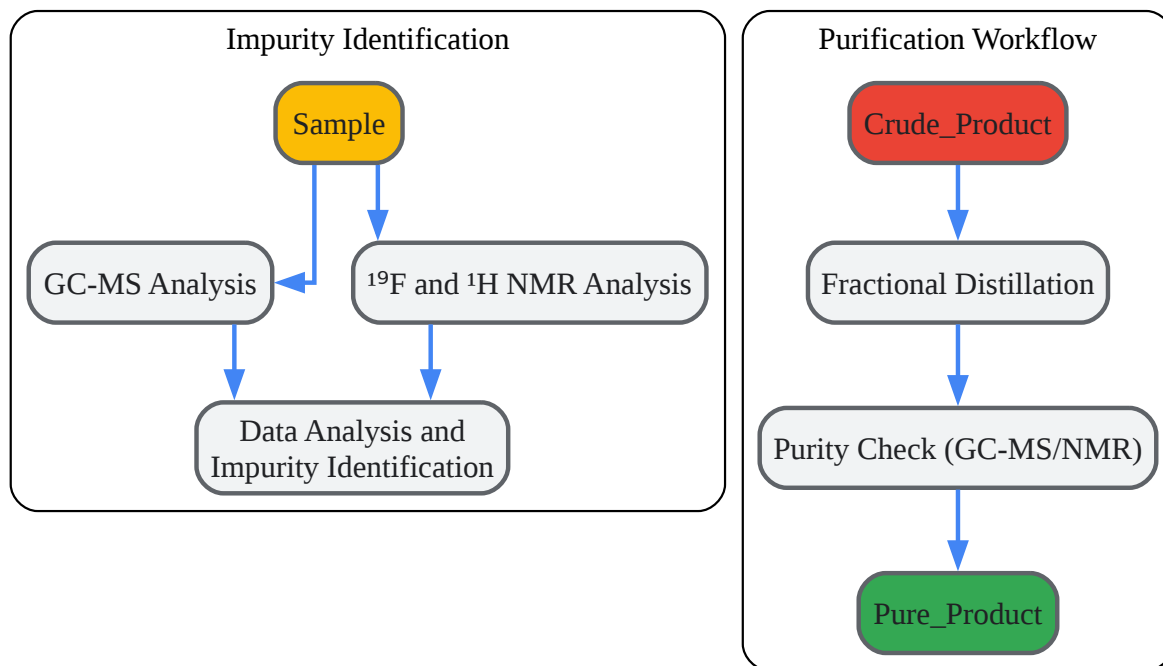 Impurity Identification
Sample
GC-MS Analysis
¹⁹F and ¹H NMR Analysis
Data Analysis and
Impurity Identification
Purification Workflow
Crude_Product
Fractional Distillation
Purity Check (GC-MS/NMR)
Pure_Product